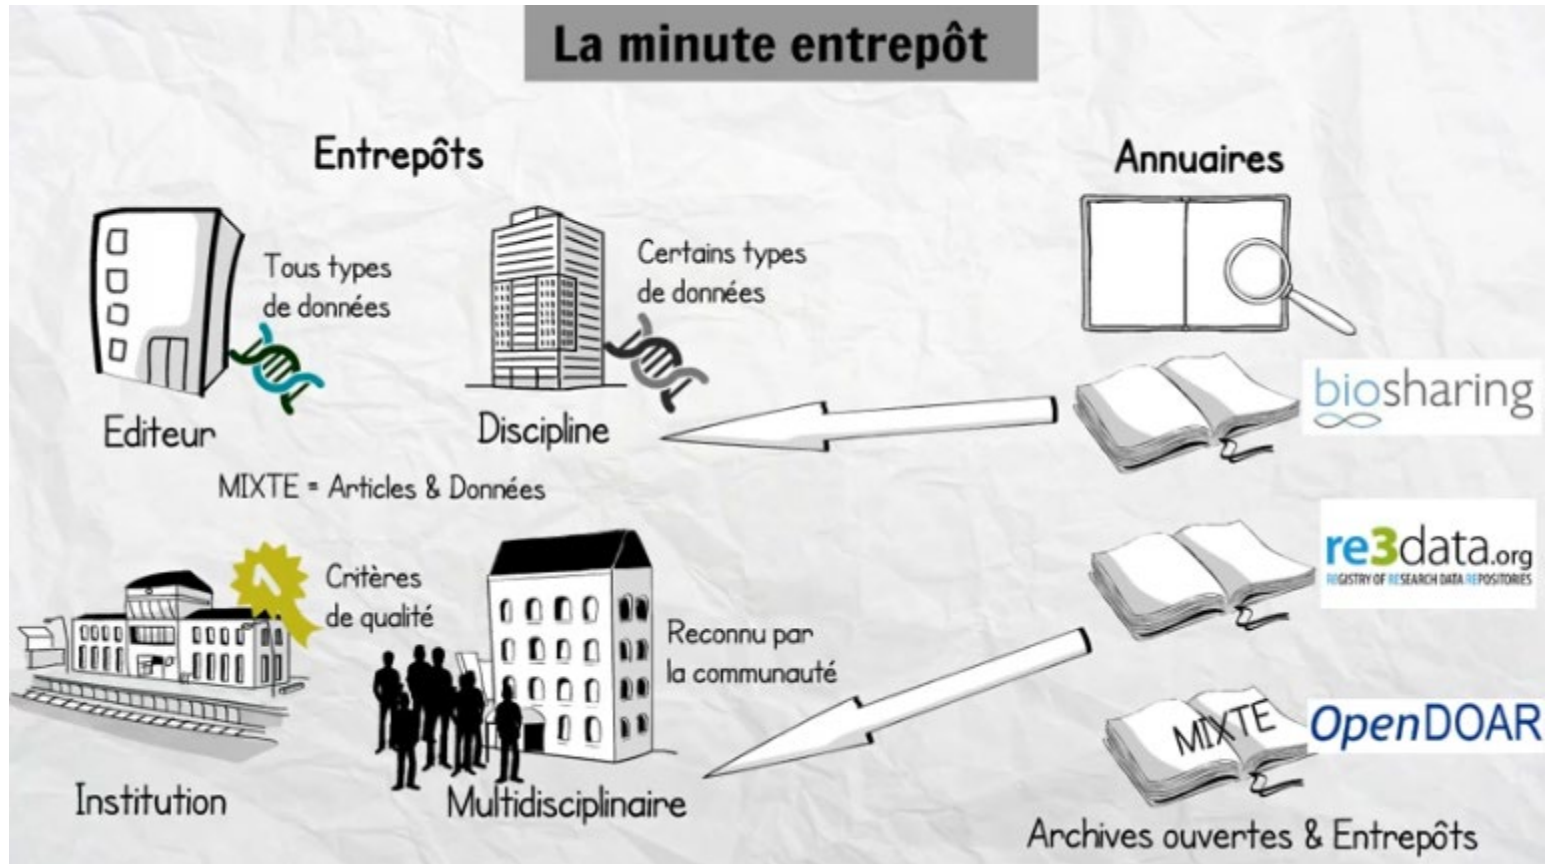 La minute entrepôt
Entrepôts
Tous types
de données
Editeur
Certains types
de données
Discipline
MIXTE = Articles & Données
Critères
de qualité
Institution
Reconnu par
la communauté
Multidisciplinaire
Annuaires
biosharing
re3data.org
REGISTRY OF RESEARCH DATA REPOSITORIES
MIXTE
OpenDOAR
Archives ouvertes & Entrepôts